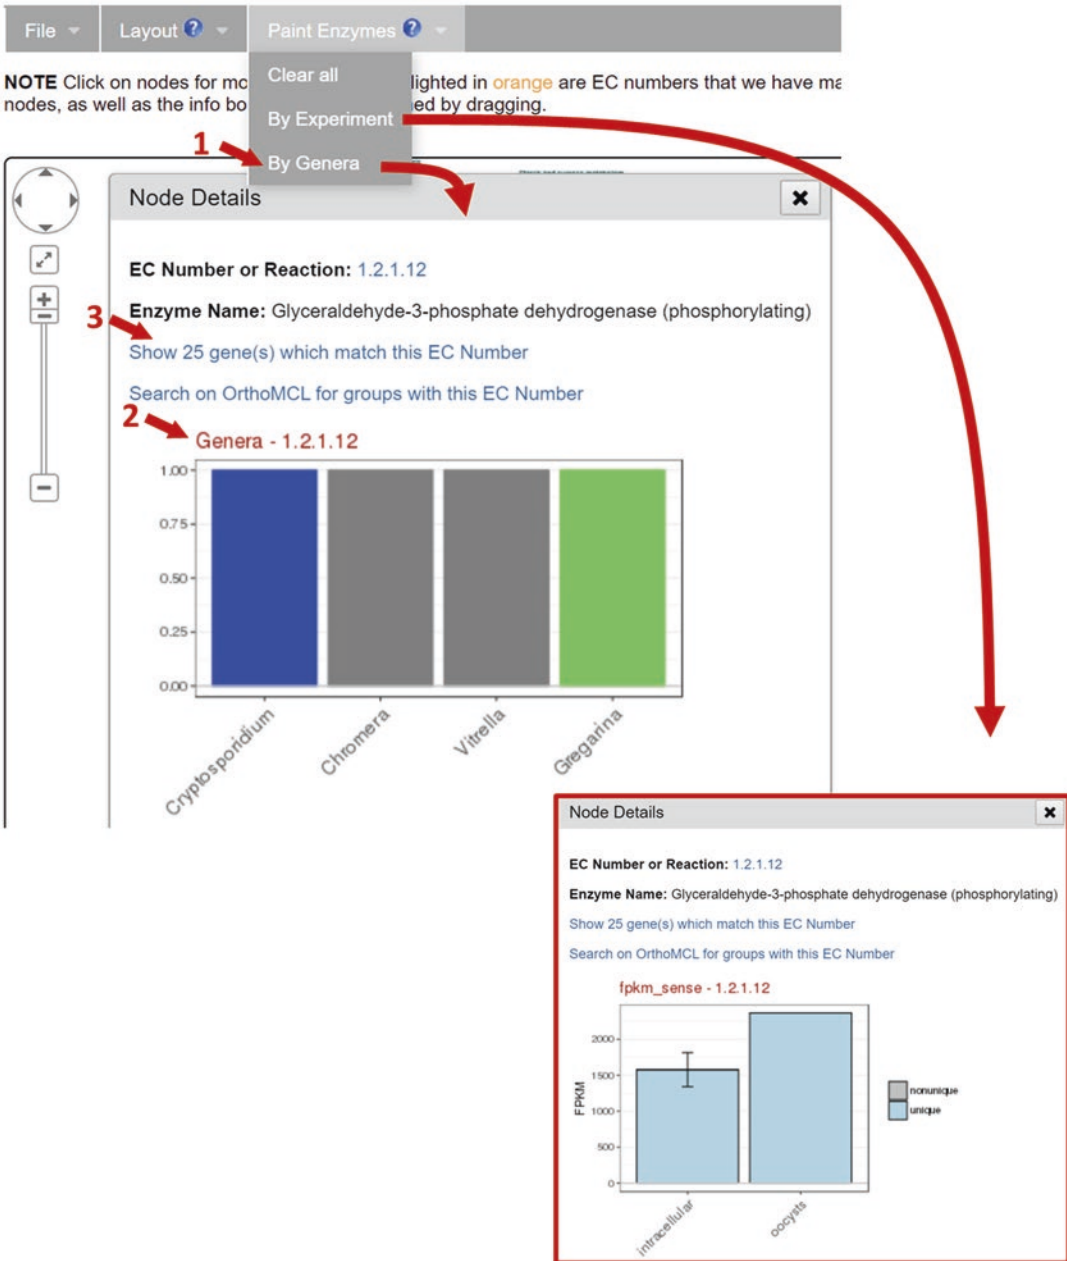 File Layout ? Paint Enzymes ?
Clear all
By Experiment
By Genera
NOTE Click on nodes for mo lighted in orange are EC numbers that we have ma
nodes, as well as the info bo ed by dragging.
1
Node Details
EC Number or Reaction: 1.2.1.12
Enzyme Name: Glyceraldehyde-3-phosphate dehydrogenase (phosphorylating)
3
Show 25 gene(s) which match this EC Number
Search on OrthoMCL for groups with this EC Number
2
Genera - 1.2.1.12
1.00
0.75
0.50
0.25
0.00
Cryptosporidium
Chromera
Vitrella
Gregarina
Node Details
EC Number or Reaction: 1.2.1.12
Enzyme Name: Glyceraldehyde-3-phosphate dehydrogenase (phosphorylating)
Show 25 gene(s) which match this EC Number
Search on OrthoMCL for groups with this EC Number
fpkm_sense - 1.2.1.12
2000
1500
1000
500
0
FPKM
intracellular
oocysts
nonunique
unique